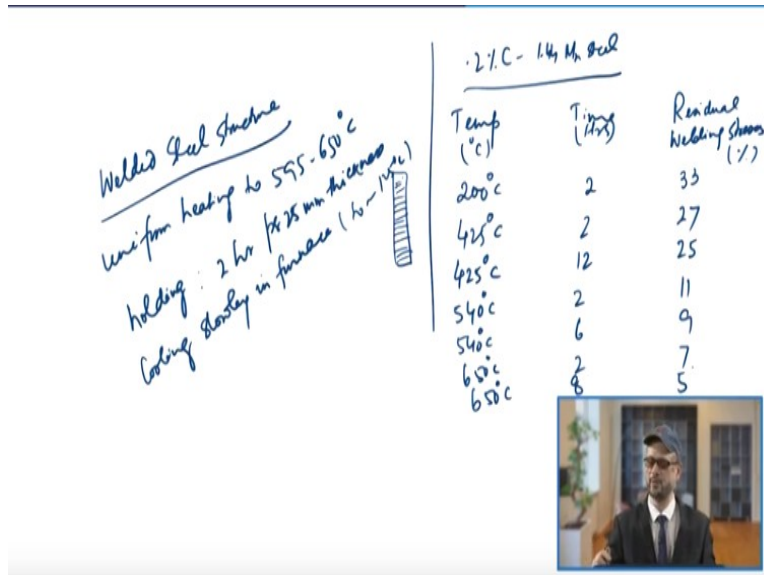 Welded Steel Structure
uniform heating to 595-650°C
holding : 2 hr per 25 mm thickness
Cooling slowly in furnace (to ~
.2%C - Mn Steel
Temp Time Residual
(°C) (Hrs) Welding Stresses
(%)
200°C 2 33
425°C 2 27
425°C 12 25
540°C 2 11
540°C 6 9
650°C 2 7
650°C 8 5